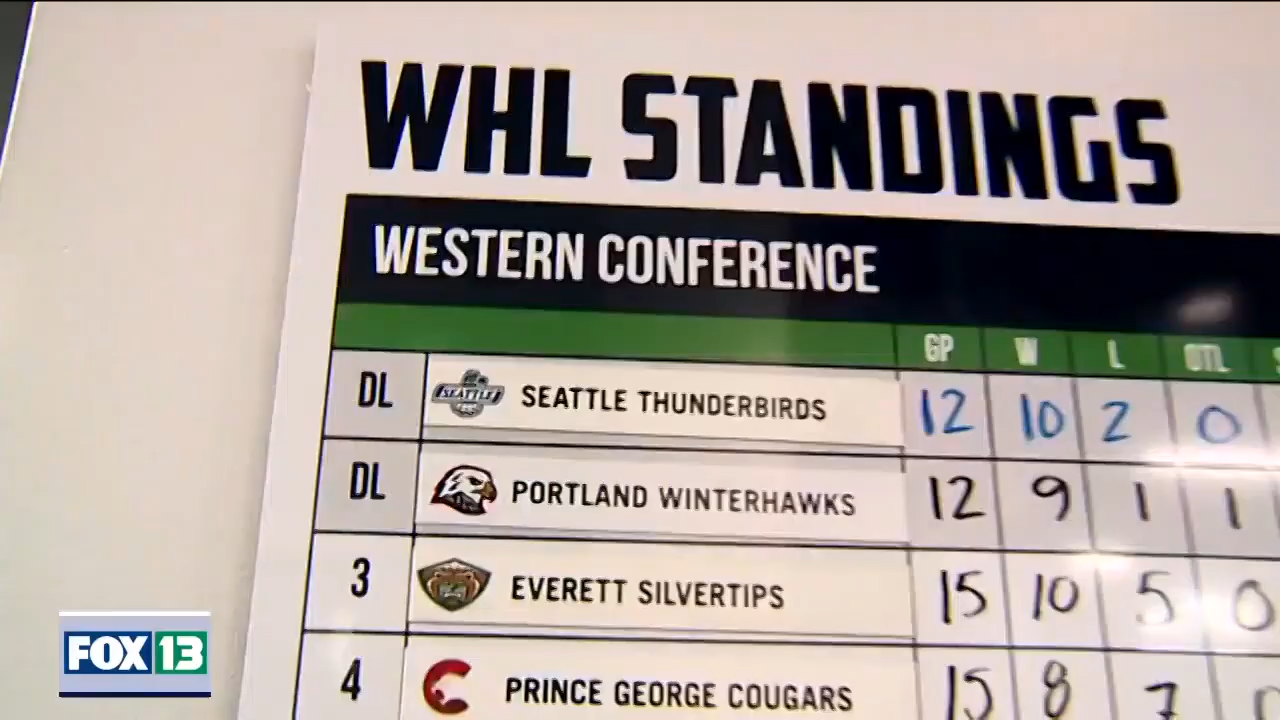 WHL STANDINGS
WESTERN CONFERENCE
GP W L OTL
DL SEATTLE SEATTLE THUNDERBIRDS 12 10 2 0
DL PORTLAND WINTERHAWKS 12 9 1 1
3 EVERETT SILVERTIPS 15 10 5 0
4 PRINCE GEORGE COUGARS 15 8 7
FOX 13